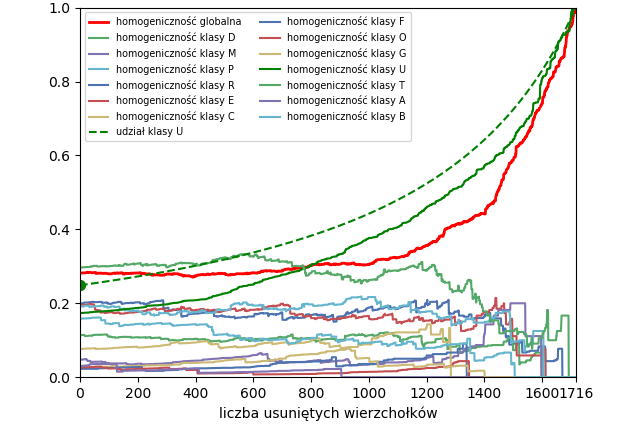 1.0
0.8
0.6
0.4
0.2
0.0
homogeniczność globalna
homogeniczność klasy D
homogeniczność klasy M
homogeniczność klasy P
homogeniczność klasy R
homogeniczność klasy E
homogeniczność klasy C
udział klasy U
homogeniczność klasy F
homogeniczność klasy O
homogeniczność klasy G
homogeniczność klasy U
homogeniczność klasy T
homogeniczność klasy A
homogeniczność klasy B
0 200 400 600 800 1000 1200 1400 1600 1716
liczba usuniętych wierzchołków